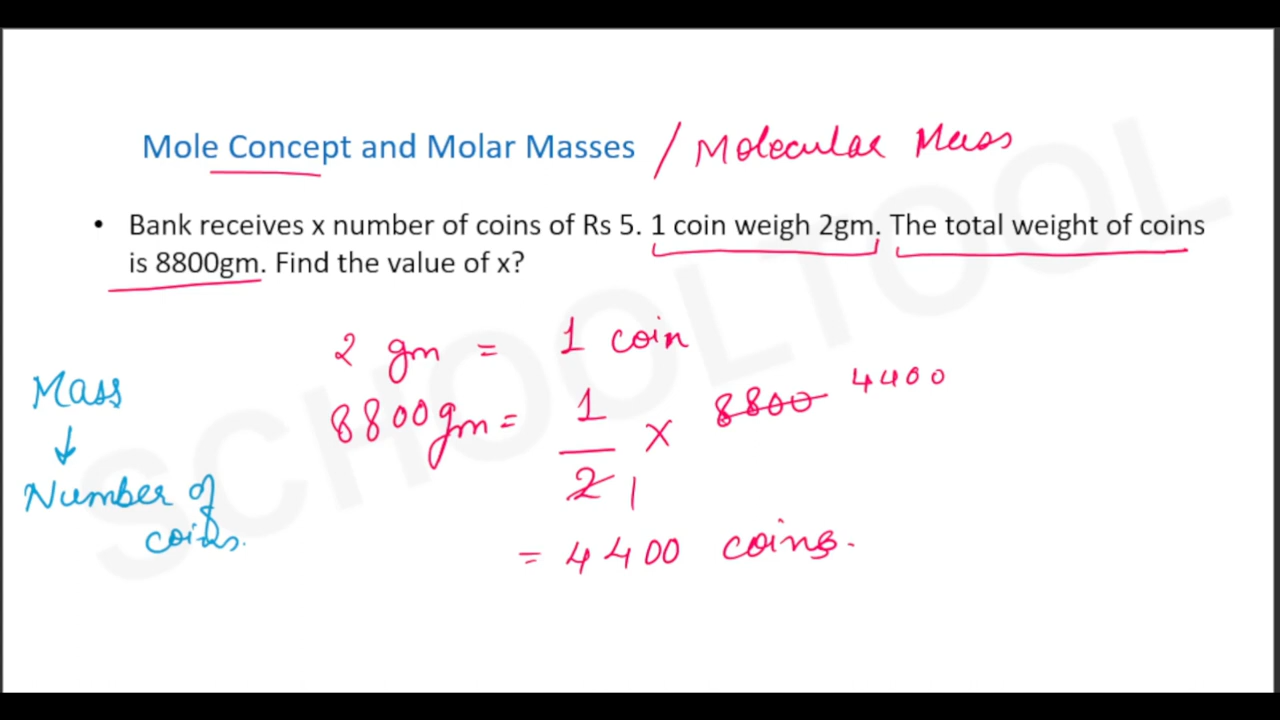 Mole Concept and Molar Masses / Molecular Mass
• Bank receives x number of coins of Rs 5. 1 coin weigh 2gm. The total weight of coins
is 8800gm. Find the value of x?
2 gm = 1 coin
8800gm = 1/2 x 8800 4400
1
= 4400 coins.
Mass
↓
Number of
coins.
SCHOOLTOOL